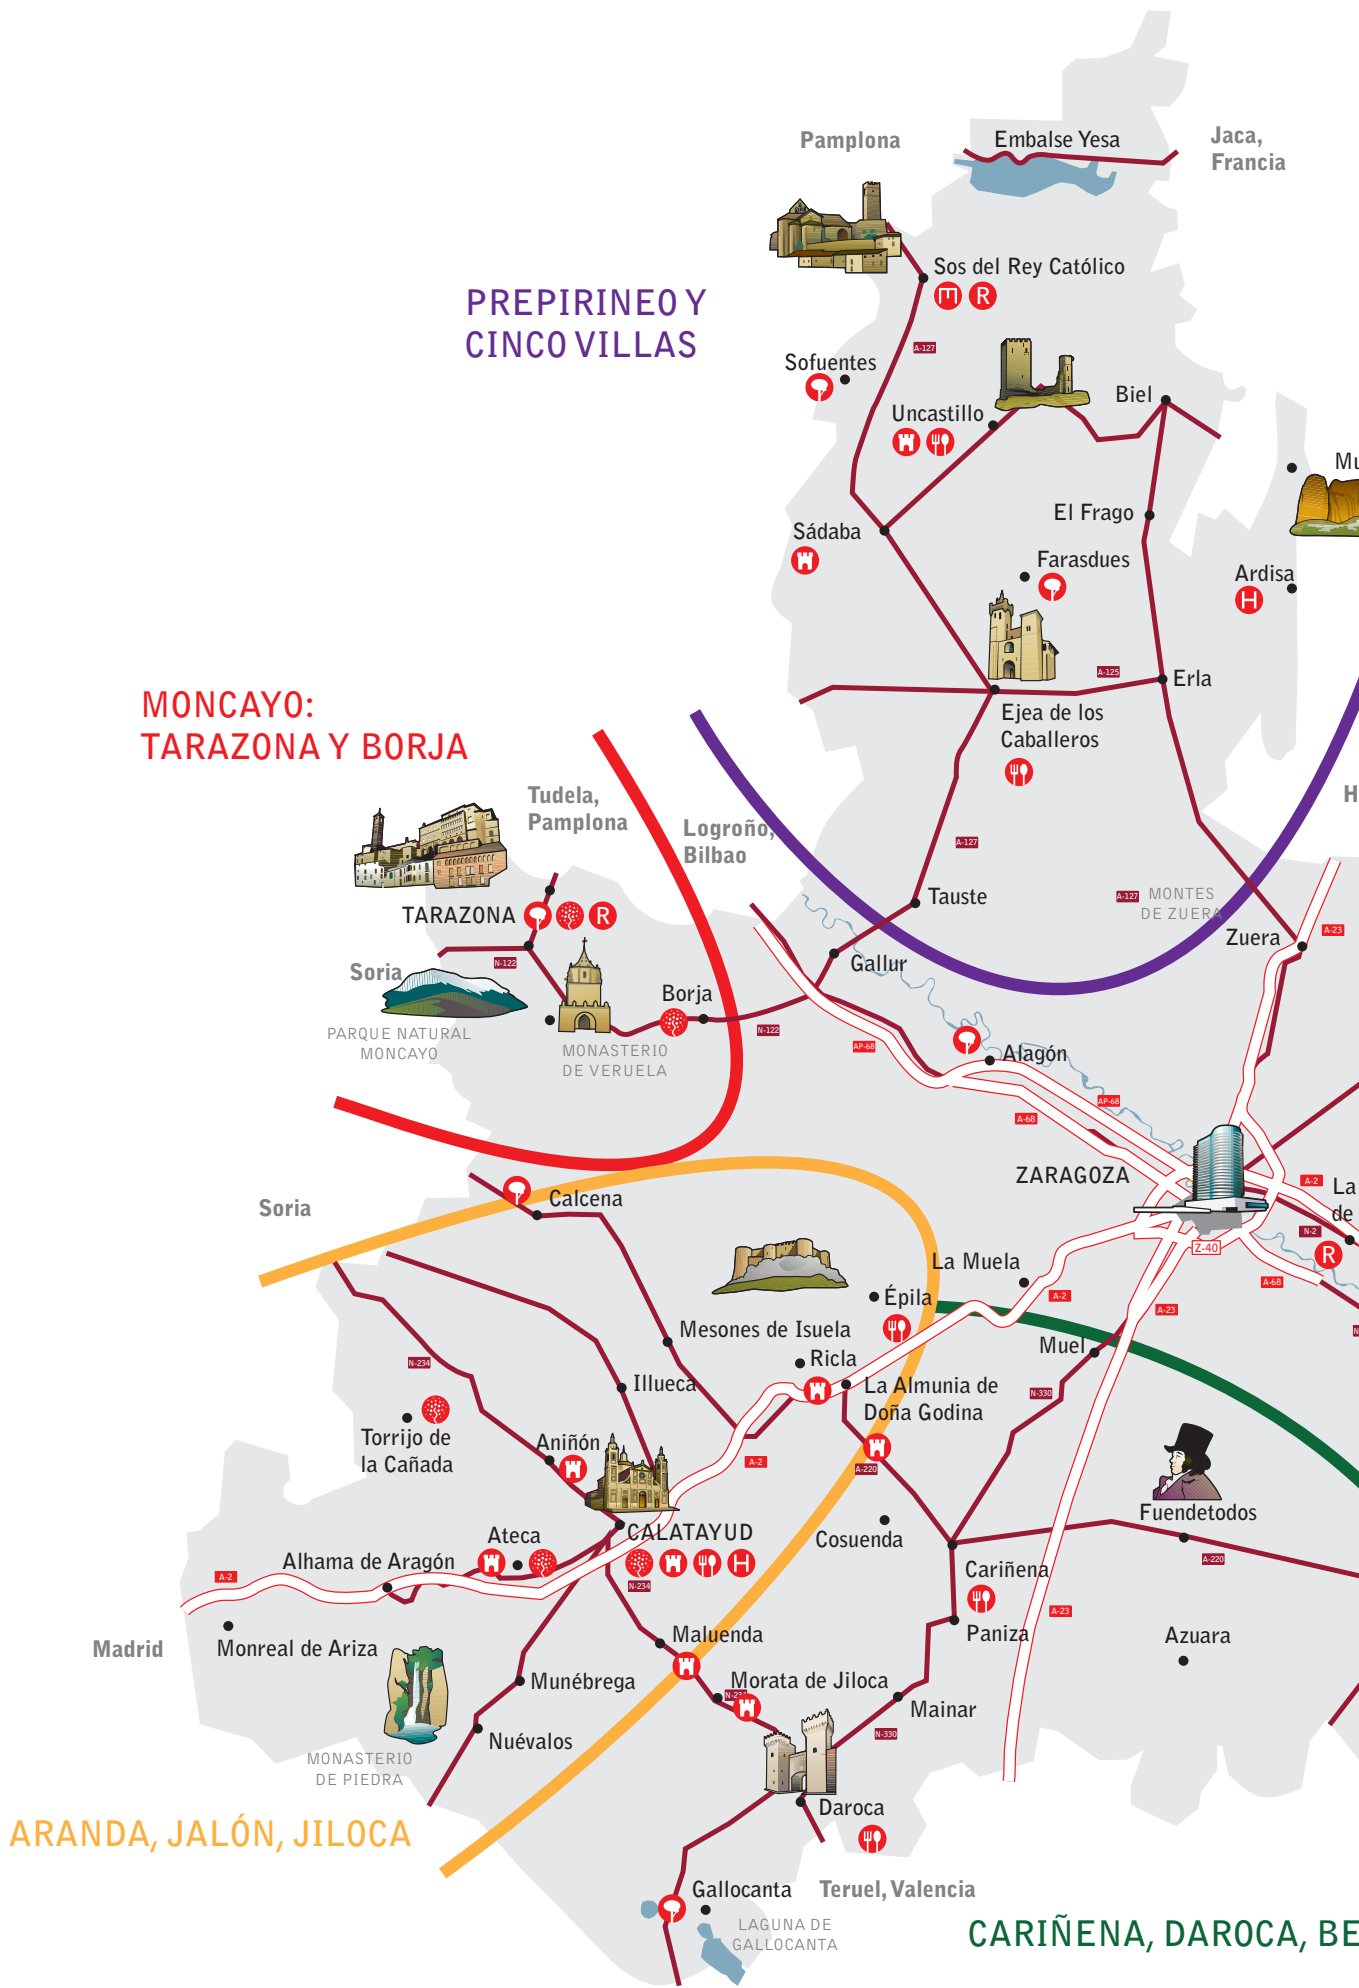 Pamplona
Embalse Yesa
Jaca,
Francia
Sos del Rey Católico
R
PREPIRINEO Y
CINCO VILLAS
A-127
Sofuentes
Uncastillo
Biel
Mu
Sádaba
El Frago
Farasdues
Ardisa
H
A-125
Erla
Ejea de los
Caballeros
MONCAYO:
TARAZONA Y BORJA
Tudela,
Pamplona
Logroño,
Bilbao
H
A-127
Tauste
A-127
MONTES
DE ZUERA
TARAZONA
R
Zuera
A-23
N-122
Soria
Gallur
Borja
N-122
PARQUE NATURAL
MONCAYO
MONASTERIO
DE VERUELA
AP-68
Alagón
AP-68
A-68
ZARAGOZA
A-2
La
de
N-2
Soria
Calcena
Z-40
R
A-68
La Muela
A-2
Épila
A-23
Mesones de Isuela
Muel
N-234
Ricla
Illueca
La Almunia de
Doña Godina
N-330
Torrijo de
la Cañada
Aniñón
A-2
A-220
Fuendetodos
Ateca
CALATAYUD
Cosuenda
Alhama de Aragón
H
A-2
N-234
Cariñena
A-220
A-23
Madrid
Monreal de Ariza
Maluenda
Paniza
Azuara
Munébrega
Morata de Jiloca
Mainar
Nuévalos
N-330
MONASTERIO
DE PIEDRA
ARANDA, JALÓN, JILOCA
Daroca
Gallocanta
Teruel, Valencia
LAGUNA DE
GALLOCANTA
CARIÑENA, DAROCA, BE